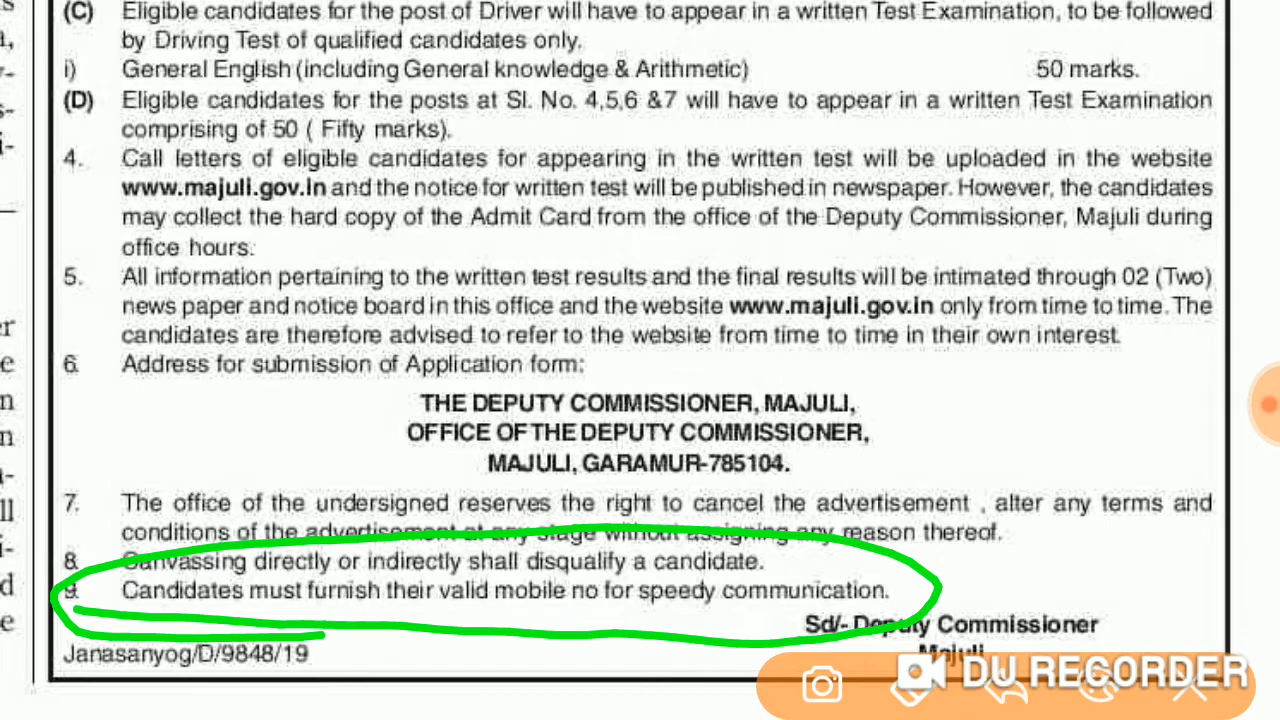 (C) Eligible candidates for the post of Driver will have to appear in a written Test Examination, to be followed
by Driving Test of qualified candidates only.
i) General English (including General knowledge & Arithmetic) 50 marks.
(D) Eligible candidates for the posts at Sl. No. 4,5,6 &7 will have to appear in a written Test Examination
comprising of 50 ( Fifty marks).
4. Call letters of eligible candidates for appearing in the written test will be uploaded in the website
www.majuli.gov.in and the notice for written test will be published in newspaper. However, the candidates
may collect the hard copy of the Admit Card from the office of the Deputy Commissioner, Majuli during
office hours.
5. All information pertaining to the written test results and the final results will be intimated through 02 (Two)
news paper and notice board in this office and the website www.majuli.gov.in only from time to time. The
candidates are therefore advised to refer to the website from time to time in their own interest.
6. Address for submission of Application form:
THE DEPUTY COMMISSIONER, MAJULI,
OFFICE OF THE DEPUTY COMMISSIONER,
MAJULI, GARAMUR-785104.
7. The office of the undersigned reserves the right to cancel the advertisement , alter any terms and
conditions of the advertisement at any stage without assigning any reason thereof.
8. Canvassing directly or indirectly shall disqualify a candidate.
9. Candidates must furnish their valid mobile no for speedy communication.
Sd/- Deputy Commissioner
Majuli
Janasanyog/D/9848/19
DU RECORDER